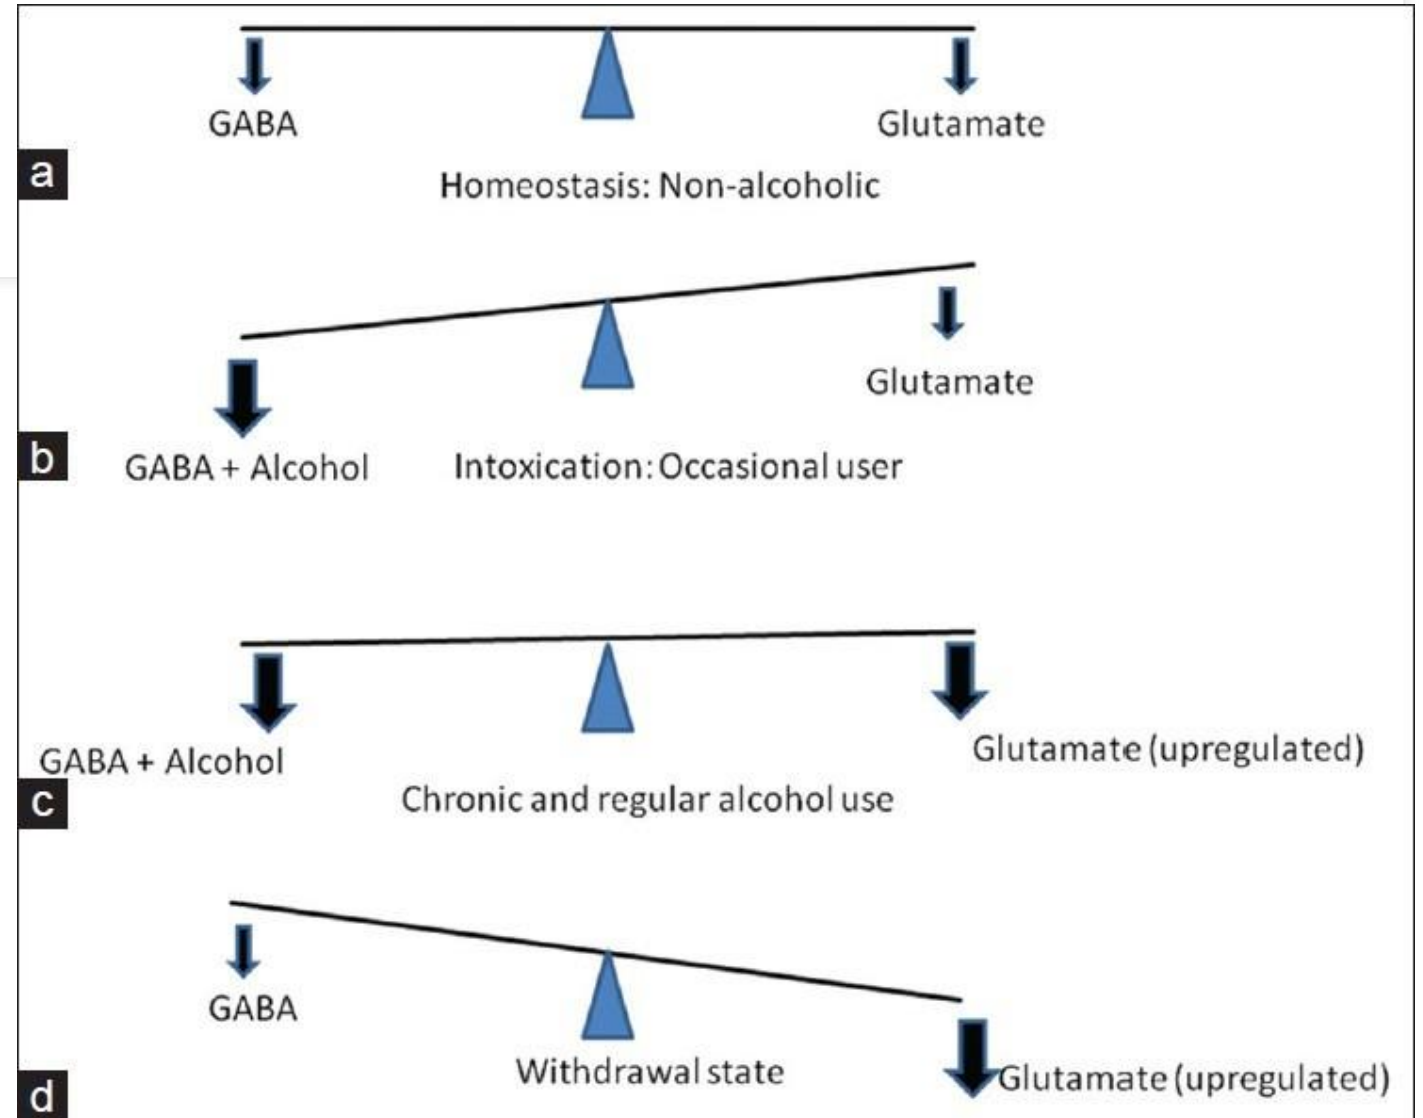 GABA
Glutamate
a
Homeostasis: Non-alcoholic
Glutamate
b
GABA + Alcohol
Intoxication: Occasional user
Glutamate (upregulated)
GABA + Alcohol
c
Chronic and regular alcohol use
GABA
Withdrawal state
Glutamate (upregulated)
d